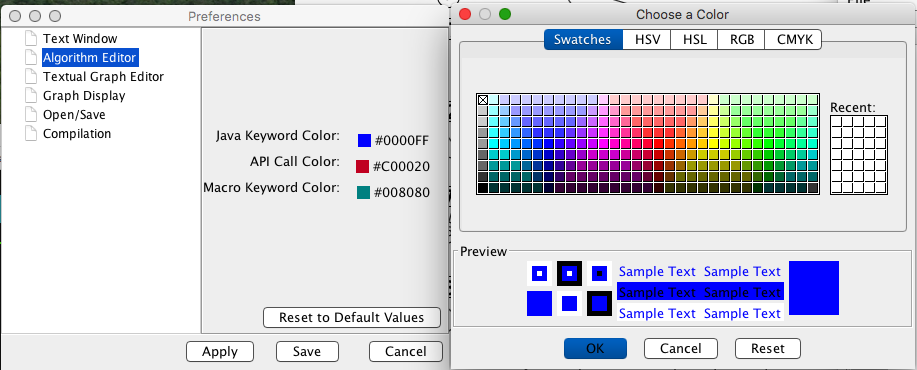 Preferences
Text Window
Algorithm Editor
Textual Graph Editor
Graph Display
Open/Save
Compilation
Java Keyword Color: #0000FF
API Call Color: #C00020
Macro Keyword Color: #008080
Reset to Default Values
Apply Save Cancel
Choose a Color
Swatches HSV HSL RGB CMYK
Recent:
Preview
Sample Text Sample Text
Sample Text Sample Text
Sample Text Sample Text
OK Cancel Reset